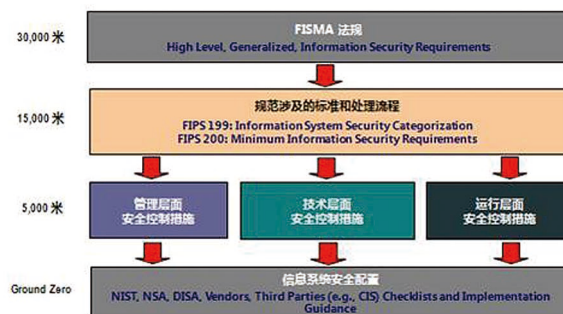 30,000 米
FISMA 法规
High Level, Generalized, Information Security Requirements
15,000 米
规范涉及的标准和处理流程
FIPS 199: Information System Security Categorization
FIPS 200: Minimum Information Security Requirements
5,000 米
管理层面
安全控制措施
技术层面
安全控制措施
运行层面
安全控制措施
Ground Zero
信息系统安全配置
NIST, NSA, DISA, Vendors, Third Parties (e.g., CIS) Checklists and Implementation
Guidance